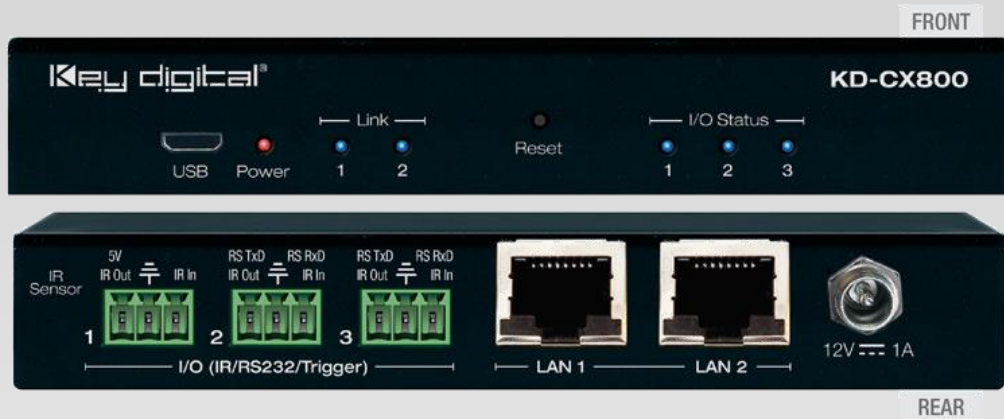 FRONT
Key digital®
KD-CX800
Link
I/O Status
Reset
USB
Power
1
2
1
2
3
5V
RS TxD
RS RxD
RS TxD
RS RxD
IR Sensor
IR Out
IR In
IR Out
IR In
IR Out
IR In
1
2
3
I/O (IR/RS232/Trigger)
LAN 1
LAN 2
12V
1A
REAR